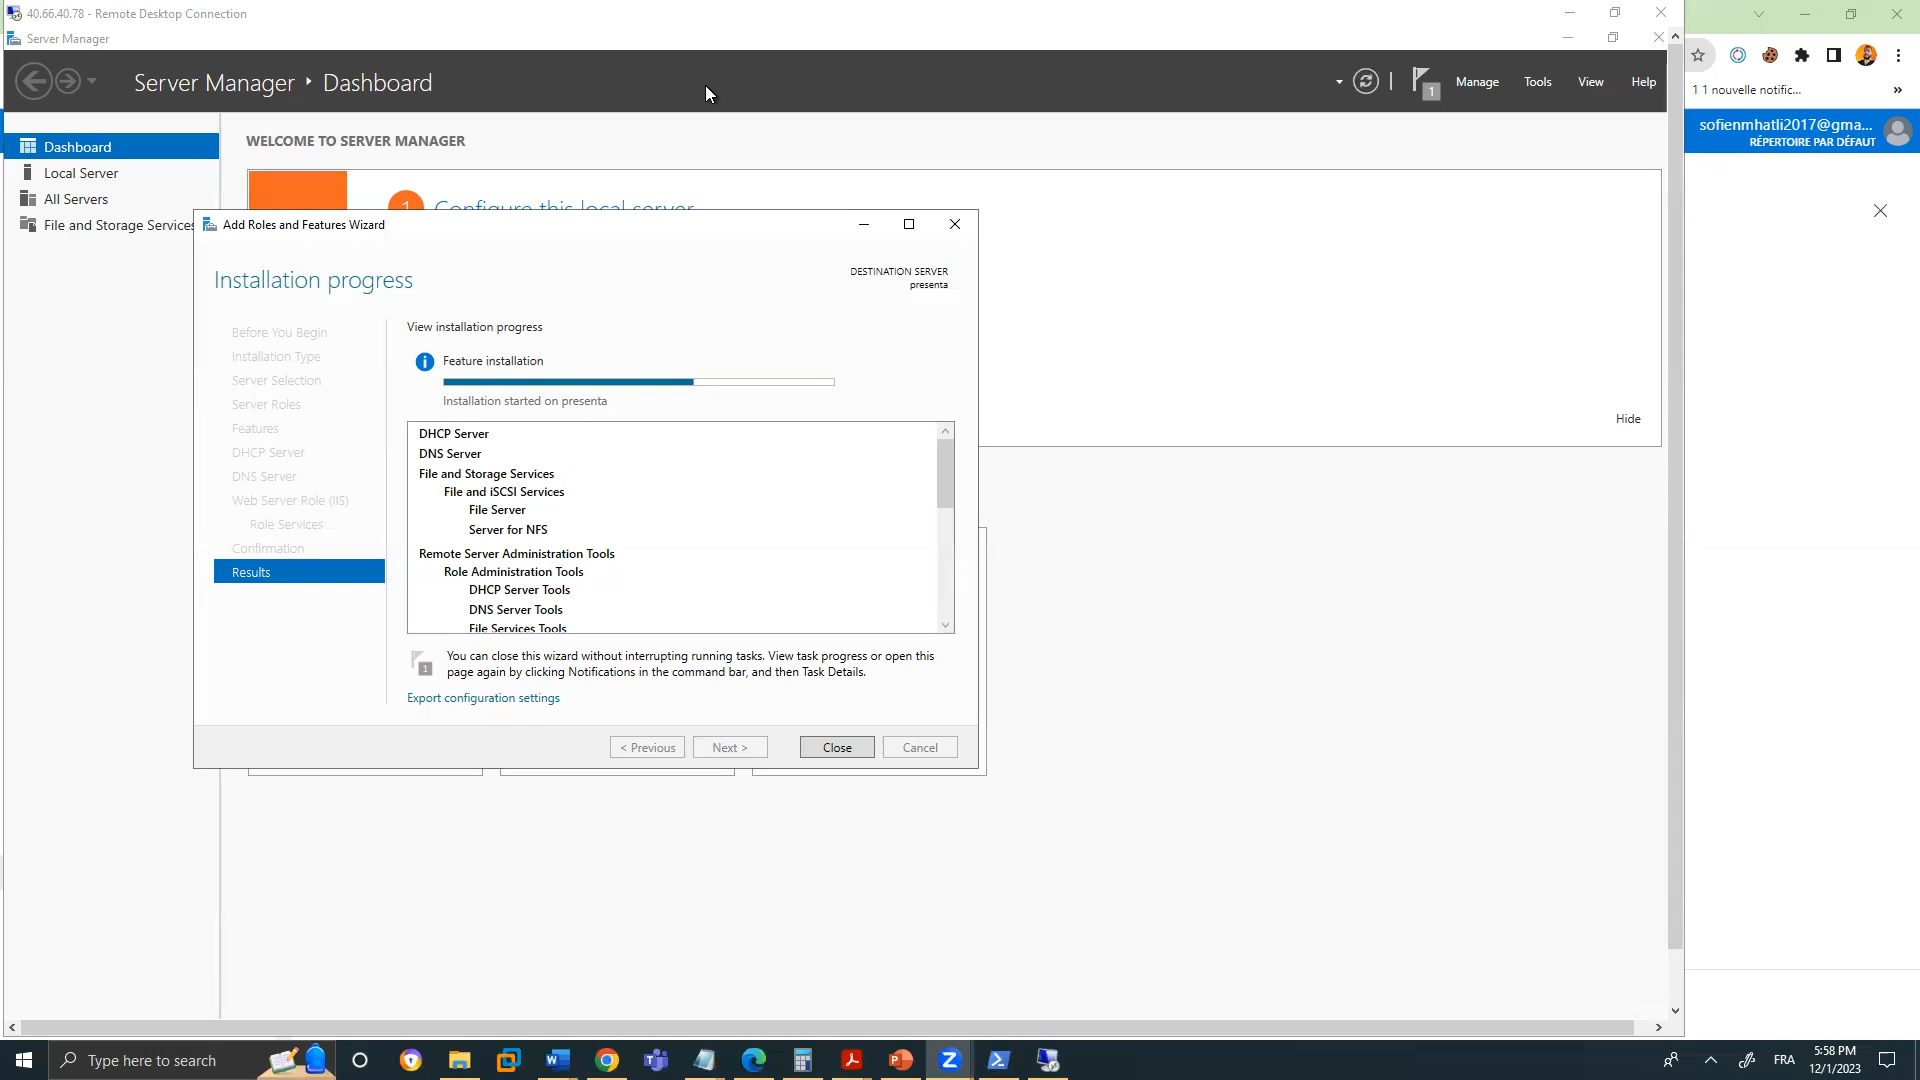 40.66.40.78 - Remote Desktop Connection
Server Manager
Server Manager Dashboard
1
Manage
Tools
View
Help
1 1 nouvelle notific...
sofienmhatli2017@gma...
RÉPERTOIRE PAR DÉFAUT
Dashboard
Local Server
All Servers
File and Storage Services
WELCOME TO SERVER MANAGER
1
Configure this local server
Hide
Add Roles and Features Wizard
Installation progress
DESTINATION SERVER
presenta
Before You Begin
Installation Type
Server Selection
Server Roles
Features
DHCP Server
DNS Server
Web Server Role (IIS)
Role Services
Confirmation
Results
View installation progress
Feature installation
Installation started on presenta
DHCP Server
DNS Server
File and Storage Services
File and iSCSI Services
File Server
Server for NFS
Remote Server Administration Tools
Role Administration Tools
DHCP Server Tools
DNS Server Tools
File Services Tools
1
You can close this wizard without interrupting running tasks. View task progress or open this
page again by clicking Notifications in the command bar, and then Task Details.
Export configuration settings
< Previous
Next >
Close
Cancel
Type here to search
FRA
5:58 PM
12/1/2023